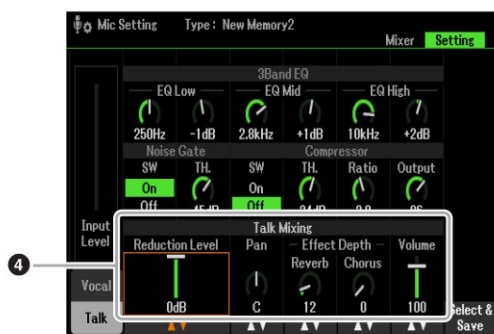 Mic Setting Type : New Memory2
Mixer Setting
3Band EQ
EQ Low EQ Mid EQ High
250Hz -1dB 2.8kHz +1dB 10kHz +2dB
Noise Gate Compressor
SW TH. SW TH. Ratio Output
On On
Off Off
Input Level
Talk Mixing
Reduction Level Pan Effect Depth Volume
Reverb Chorus
4
Vocal
0dB C 12 0 100
Talk
Select & Save